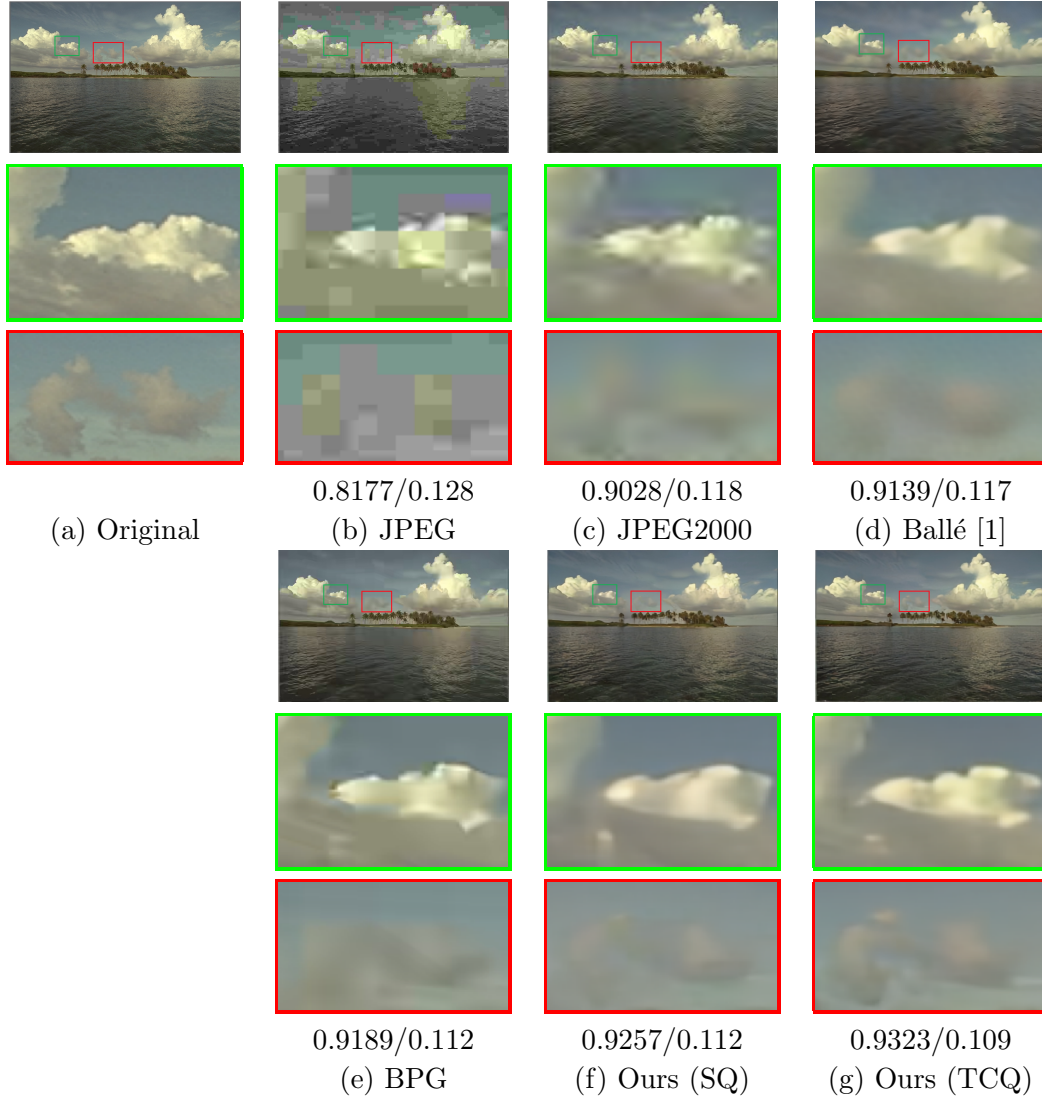 0.8177/0.128 0.9028/0.118 0.9139/0.117
(a) Original (b) JPEG (c) JPEG2000 (d) Ballé [1]
0.9189/0.112 0.9257/0.112 0.9323/0.109
(e) BPG (f) Ours (SQ) (g) Ours (TCQ)